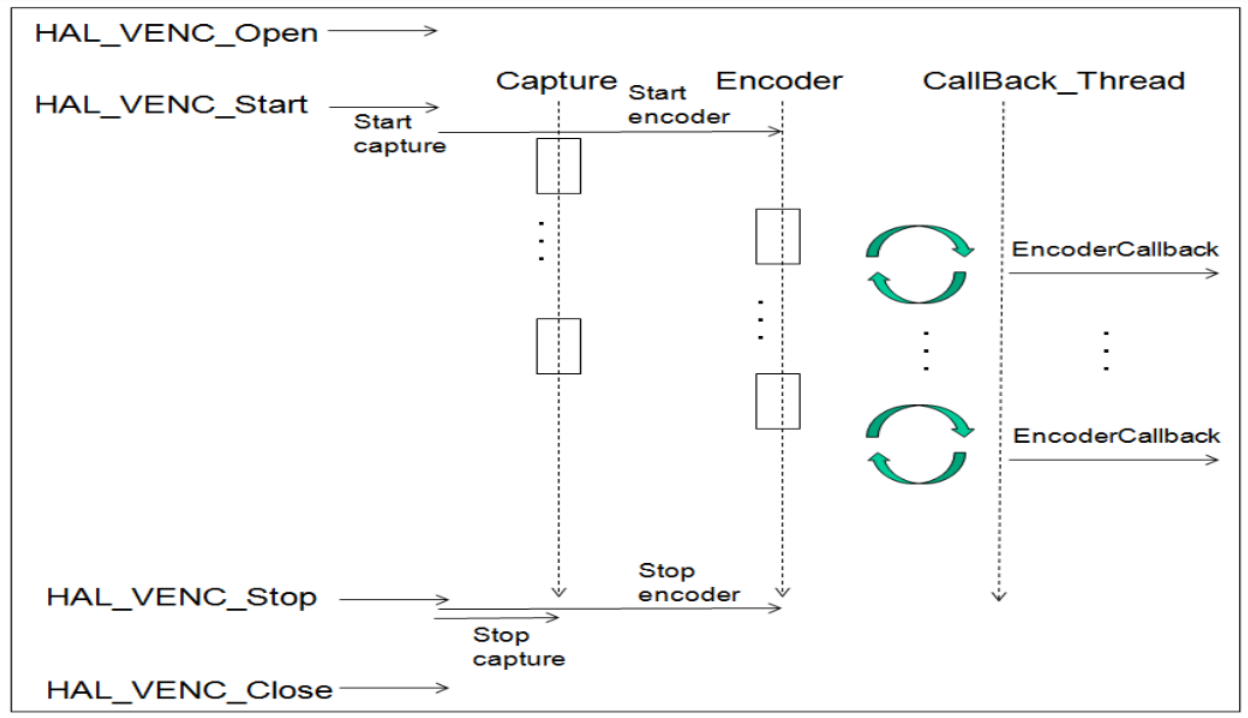 HAL_VENC_Open
HAL_VENC_Start
Capture
Encoder
CallBack_Thread
Start
capture
Start
encoder
EncoderCallback
EncoderCallback
HAL_VENC_Stop
Stop
encoder
Stop
capture
HAL_VENC_Close